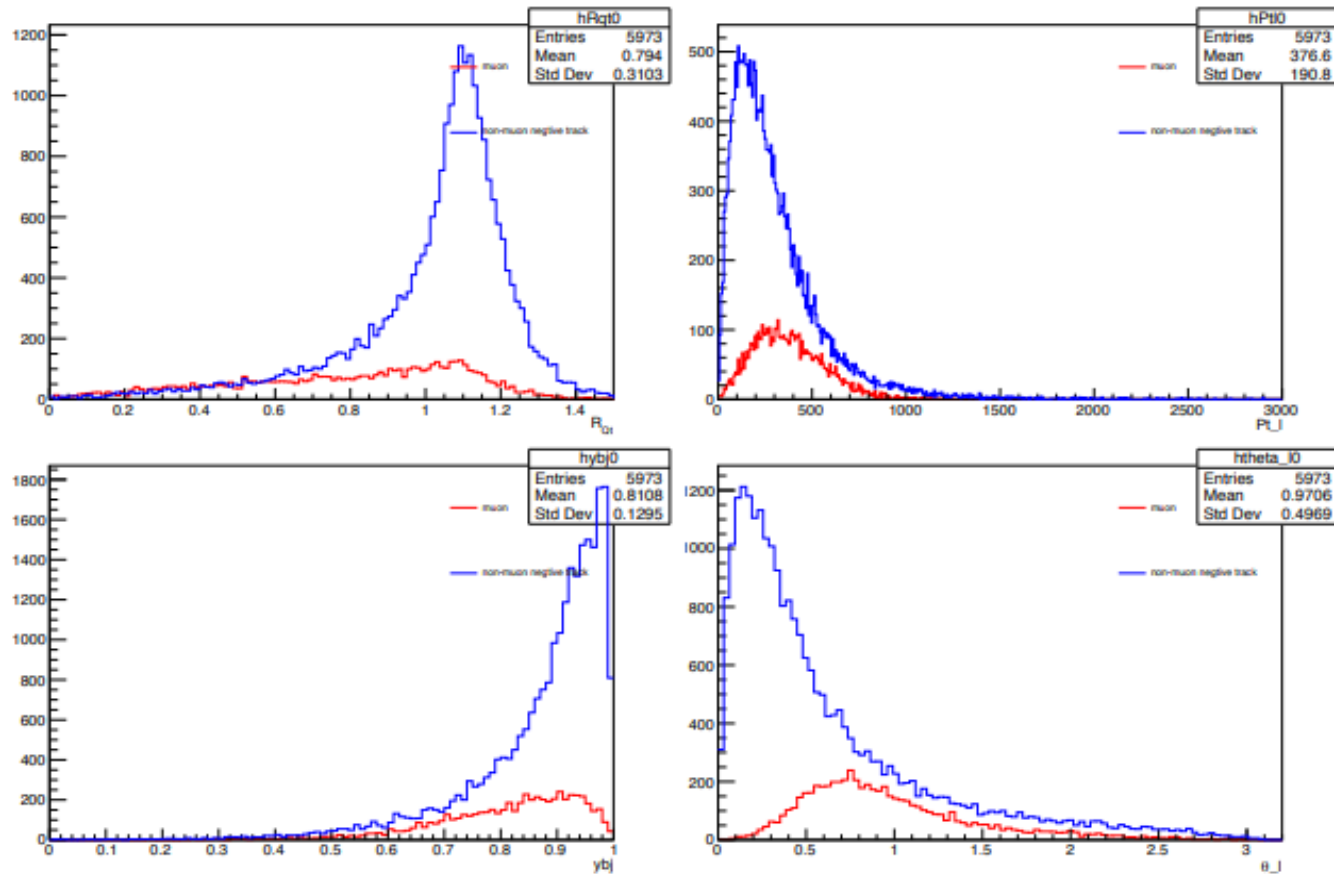 hRqt0
Entries 5973
Mean 0.794
Std Dev 0.3103
muon
non-muon negtive track
1200
1000
800
600
400
200
0
0 0.2 0.4 0.6 0.8 1 1.2 1.4
R_Qt
hPtl0
Entries 5973
Mean 376.6
Std Dev 190.8
muon
non-muon negtive track
500
400
300
200
100
0
0 500 1000 1500 2000 2500 3000
Pt_l
hybj0
Entries 5973
Mean 0.8108
Std Dev 0.1295
muon
non-muon negtive track
1800
1600
1400
1200
1000
800
600
400
200
0
0 0.1 0.2 0.3 0.4 0.5 0.6 0.7 0.8 0.9 1
ybj
htheta_l0
Entries 5973
Mean 0.9706
Std Dev 0.4969
muon
non-muon negtive track
1200
1000
800
600
400
200
0
0 0.5 1 1.5 2 2.5 3
θ_l